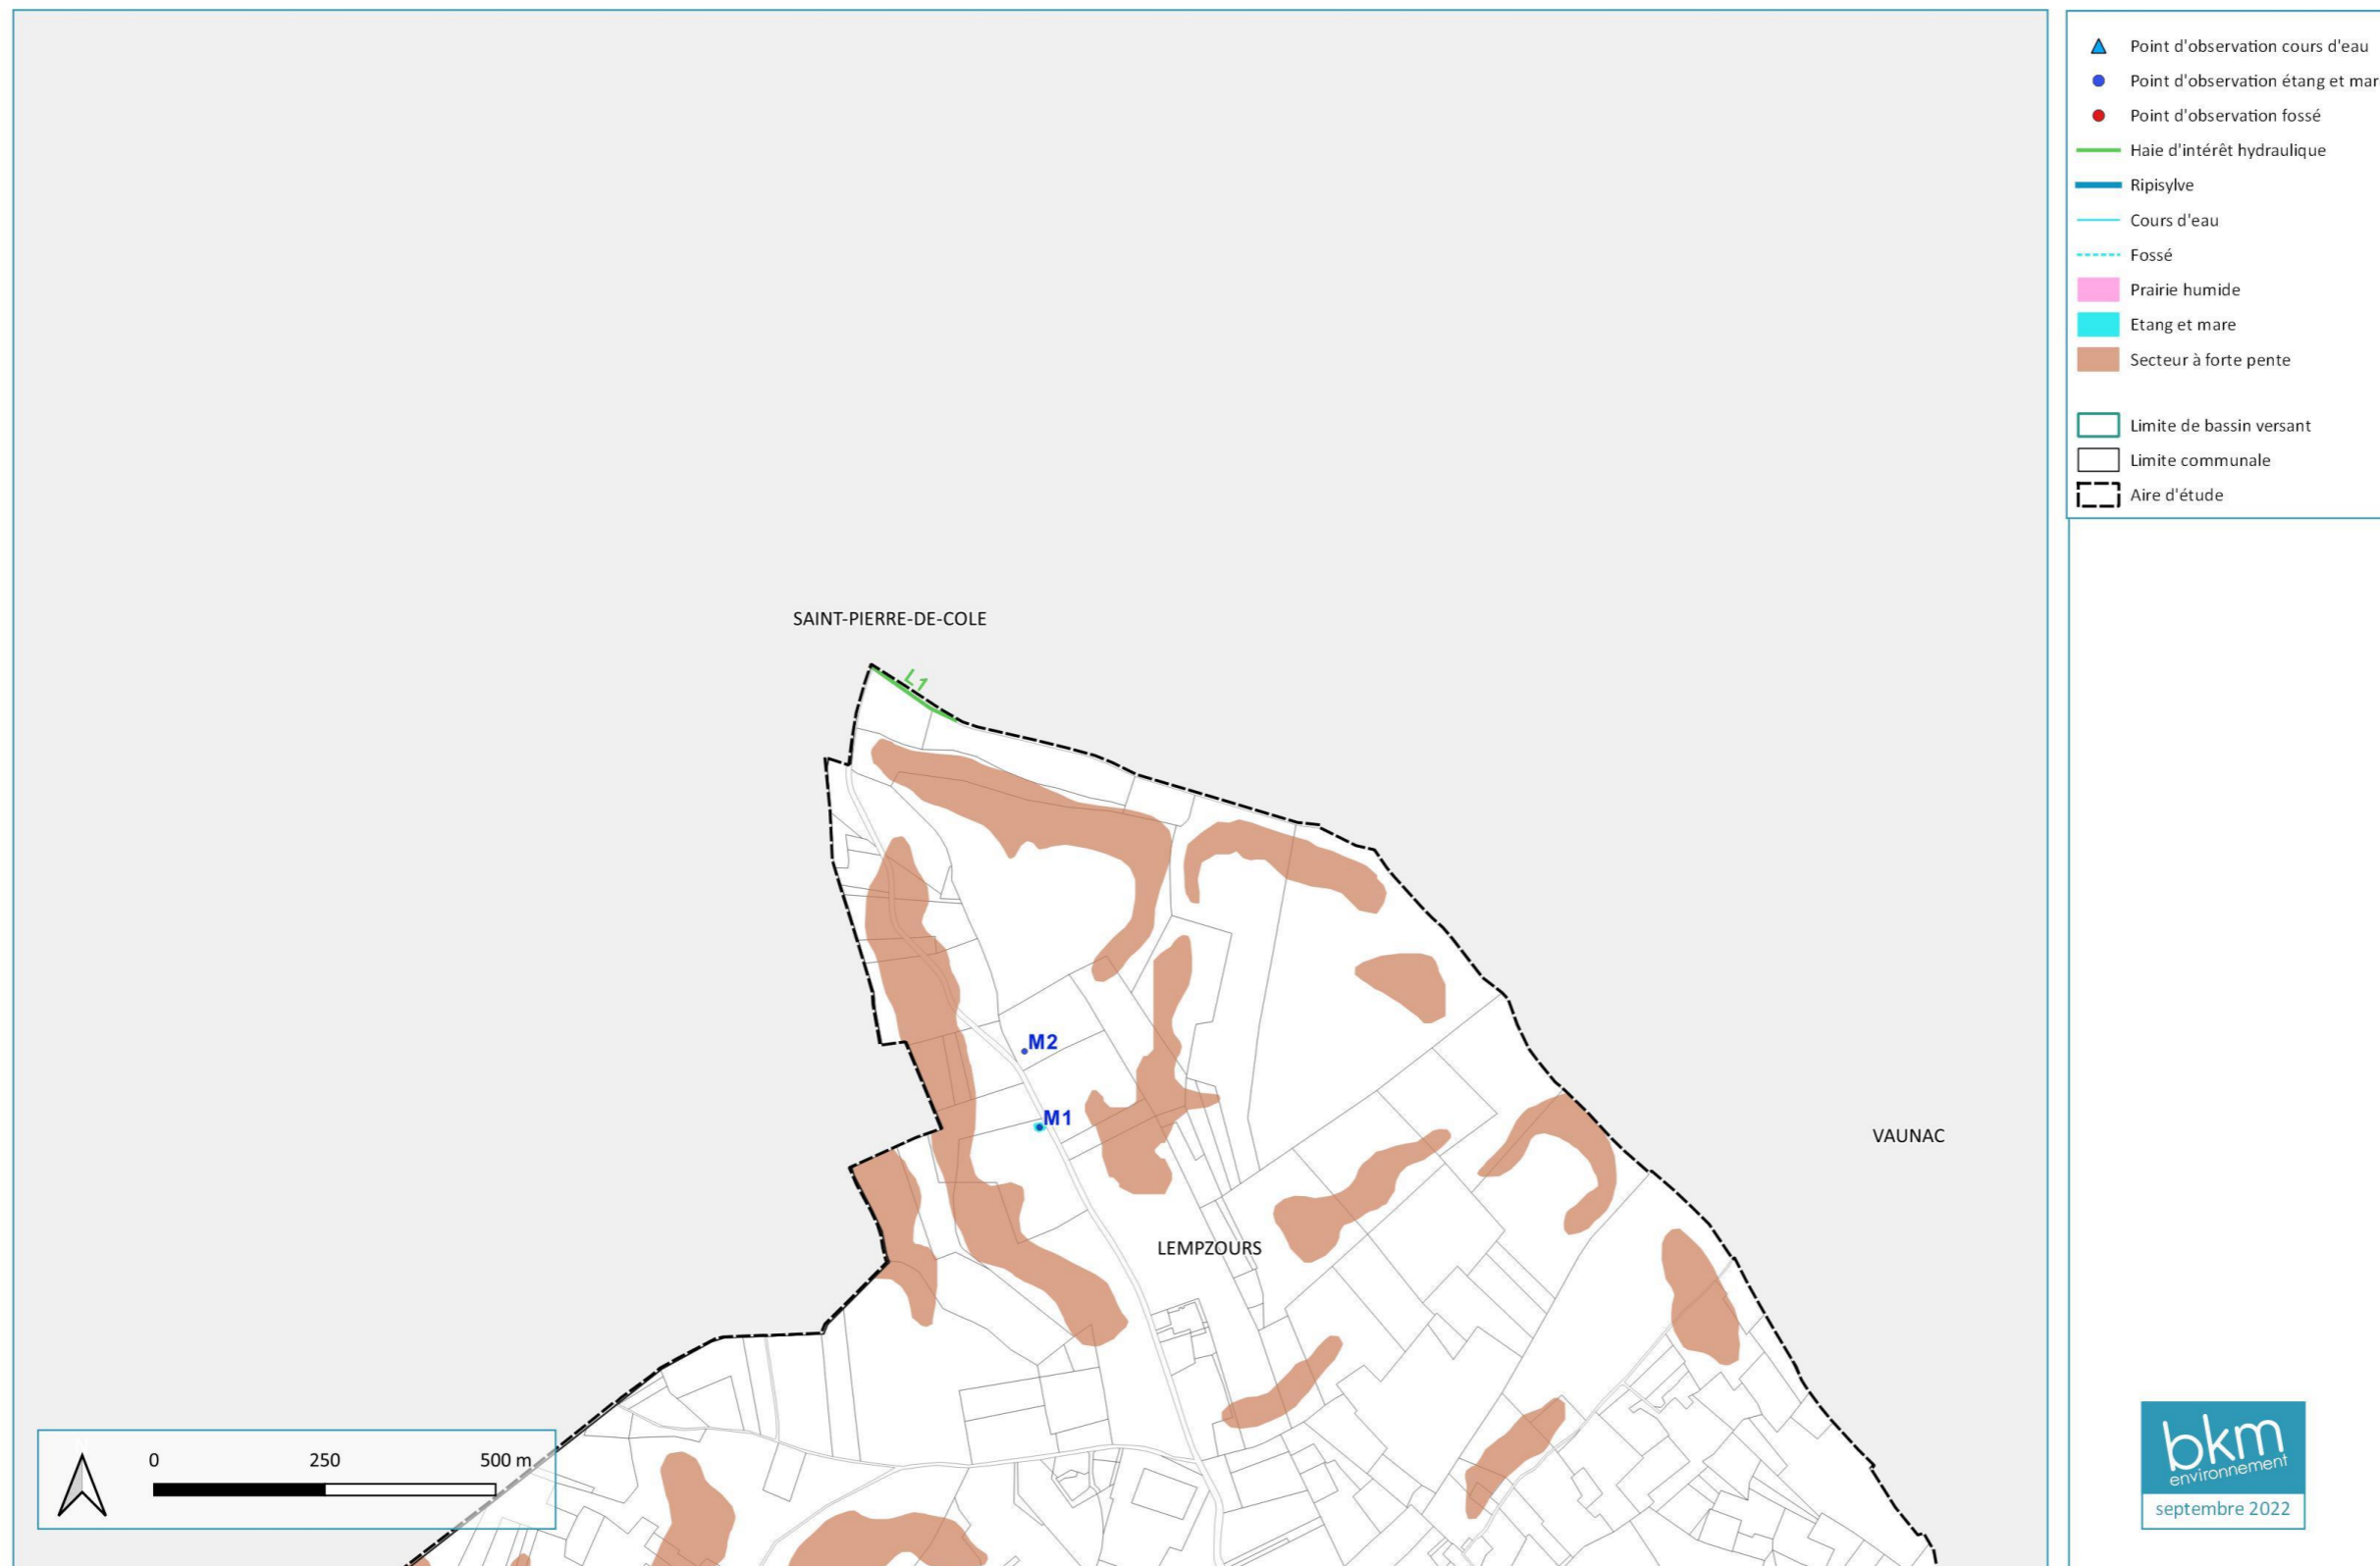 Point d'observation cours d'eau
Point d'observation étang et mar
Point d'observation fossé
Haie d'intérêt hydraulique
Ripisylve
Cours d'eau
Fossé
Prairie humide
Etang et mare
Secteur à forte pente
Limite de bassin versant
Limite communale
Aire d'étude
SAINT-PIERRE-DE-COLE
L1
M2
M1
VAUNAC
LEMPZOURS
0 250 500 m
bkm
environnement
septembre 2022